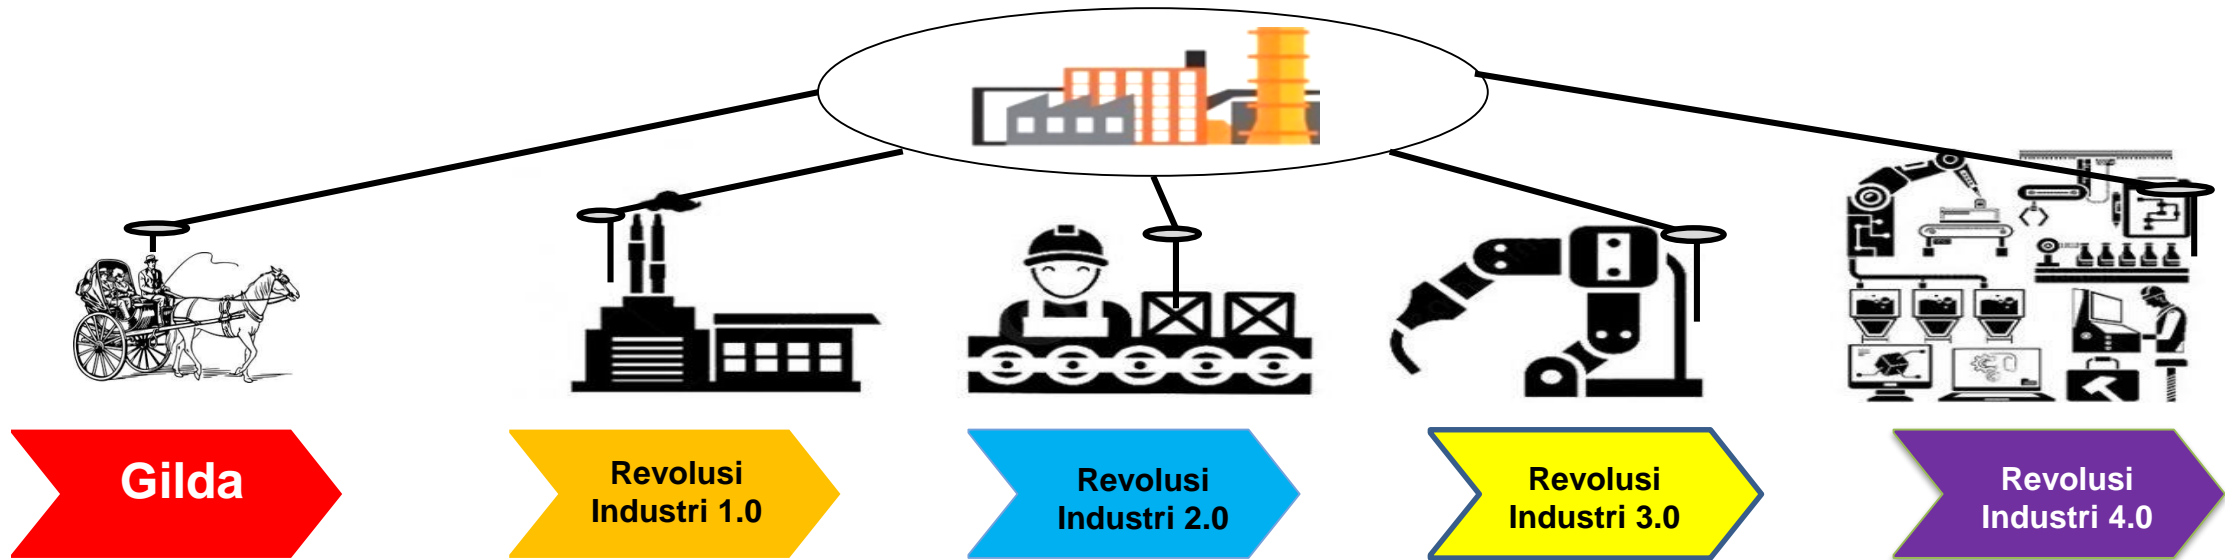 Gilda
Revolusi
Industri 1.0
Revolusi
Industri 2.0
Revolusi
Industri 3.0
Revolusi
Industri 4.0